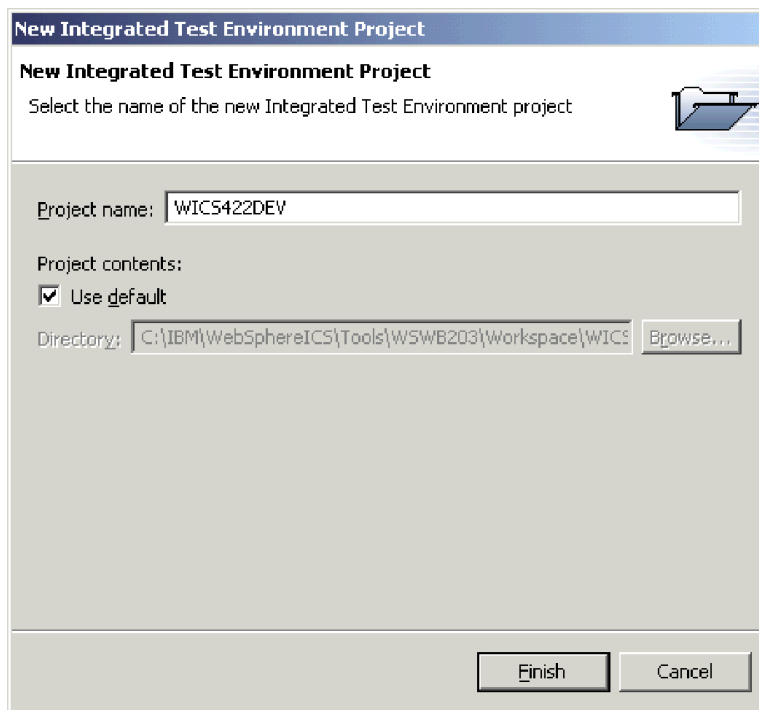 New Integrated Test Environment Project
New Integrated Test Environment Project
Select the name of the new Integrated Test Environment project
Project name: WICS422DEV
Project contents:
Use default
Directory: C:\IBM\WebSphereICS\Tools\WSWB203\Workspace\WICS Browse...
Finish Cancel